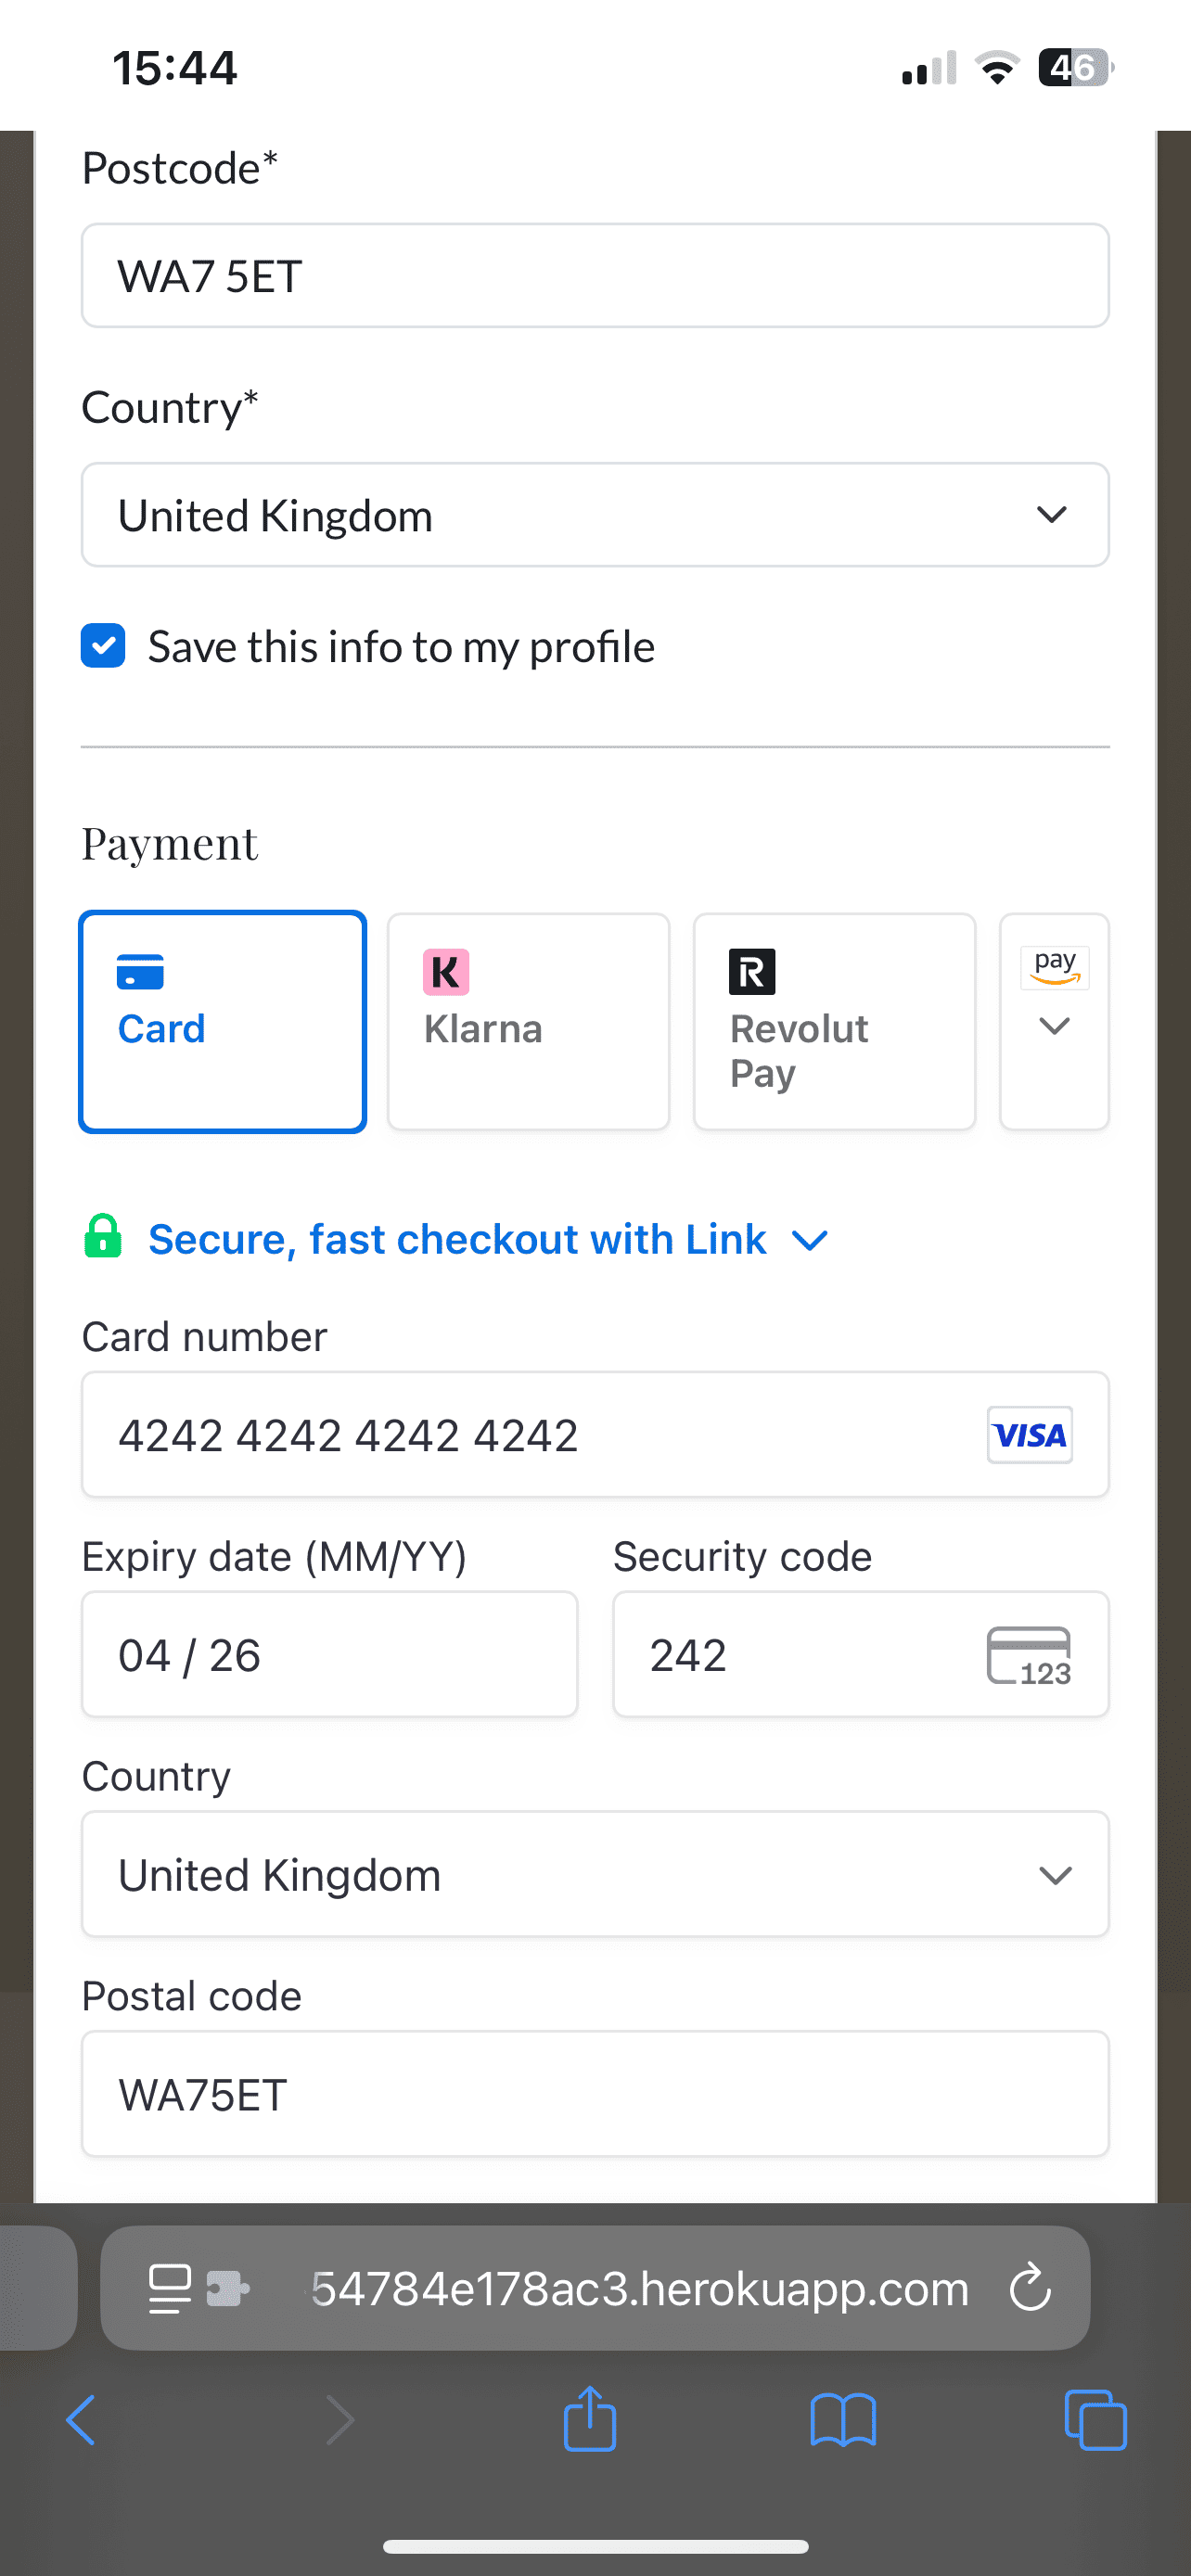 15:44
46
Postcode*
WA7 5ET
Country*
United Kingdom
Save this info to my profile
Payment
Card
K
Klarna
R
Revolut
Pay
pay
Secure, fast checkout with Link
Card number
4242 4242 4242 4242
VISA
Expiry date (MM/YY)
Security code
04 / 26
242
123
Country
United Kingdom
Postal code
WA75ET
54784e178ac3.herokuapp.com